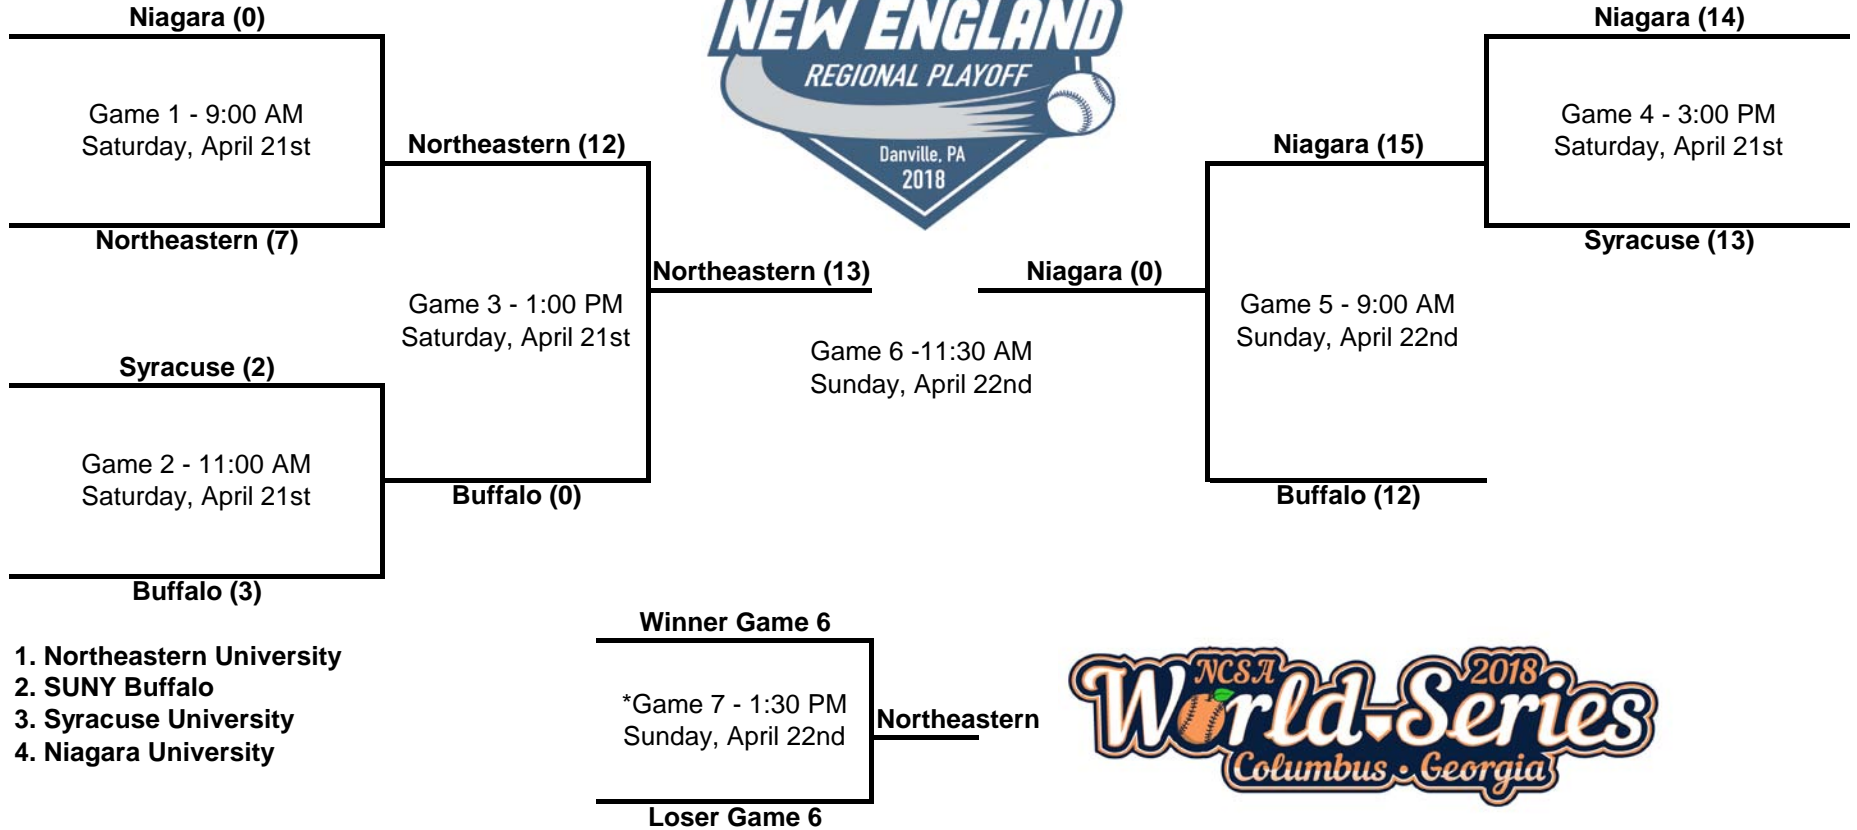 Niagara (0)
Game 1 - 9:00 AM
Saturday, April 21st
Northeastern (7)
Syracuse (2)
Game 2 - 11:00 AM
Saturday, April 21st
Buffalo (3)
Northeastern (12)
Game 3 - 1:00 PM
Saturday, April 21st
Buffalo (0)
NEW ENGLAND
REGIONAL PLAYOFF
Danville, PA
2018
Northeastern (13)
Niagara (0)
Game 6 -11:30 AM
Sunday, April 22nd
Niagara (15)
Game 5 - 9:00 AM
Sunday, April 22nd
Buffalo (12)
Niagara (14)
Game 4 - 3:00 PM
Saturday, April 21st
Syracuse (13)
1. Northeastern University
2. SUNY Buffalo
3. Syracuse University
4. Niagara University
Winner Game 6
*Game 7 - 1:30 PM
Sunday, April 22nd
Loser Game 6
Northeastern
NCSA 2018
World Series
Columbus • Georgia